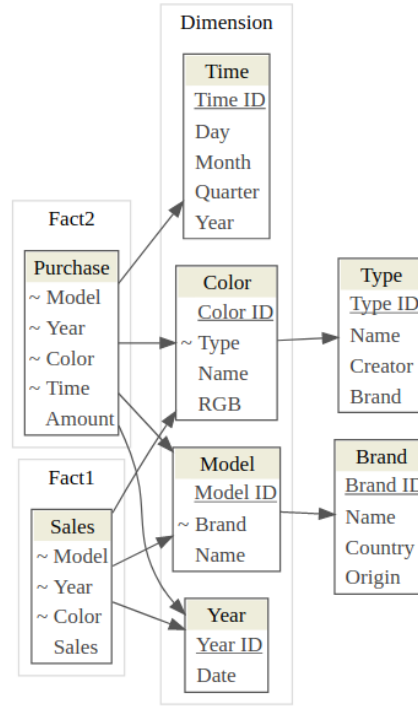 Dimension
Time
Time ID
Day
Month
Quarter
Year
Fact2
Purchase
~ Model
~ Year
~ Color
~ Time
Amount
Color
Color ID
~ Type
Name
RGB
Type
Type ID
Name
Creator
Brand
Fact1
Sales
~ Model
~ Year
~ Color
Sales
Model
Model ID
~ Brand
Name
Brand
Brand ID
Name
Country
Origin
Year
Year ID
Date